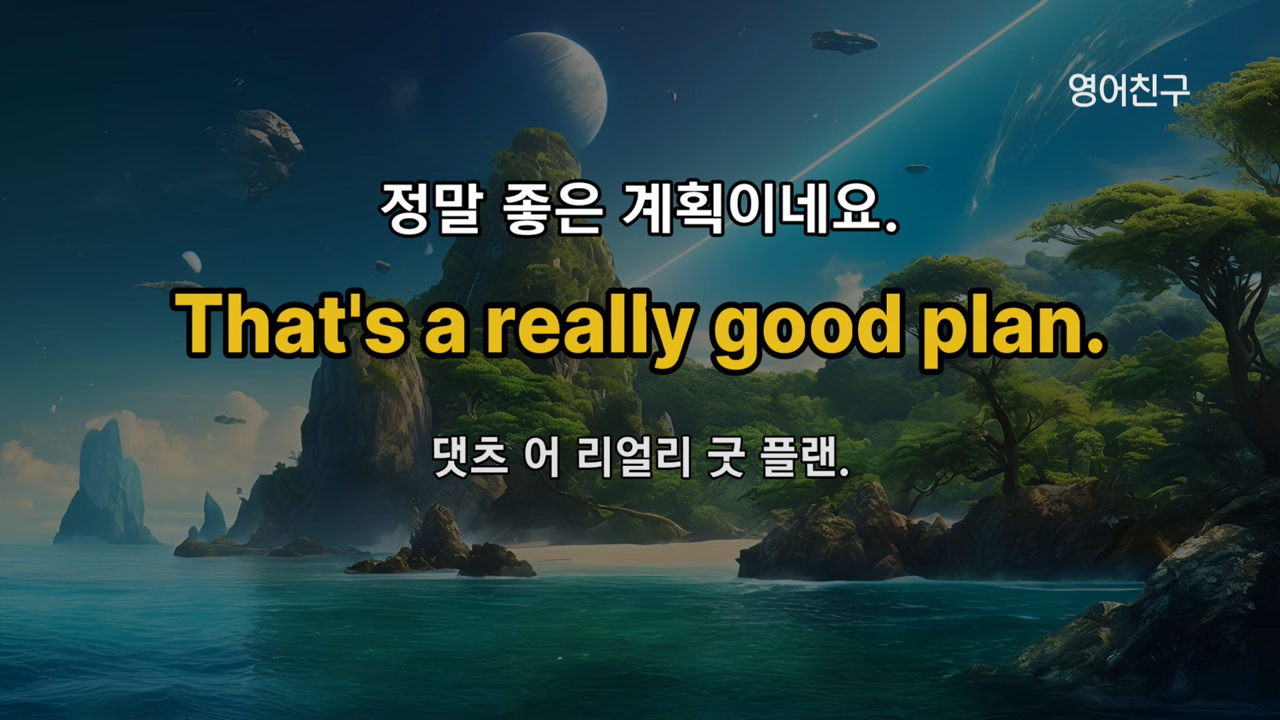 영어친구
정말 좋은 계획이네요.
That's a really good plan.
댓츠 어 리얼리 굿 플랜.